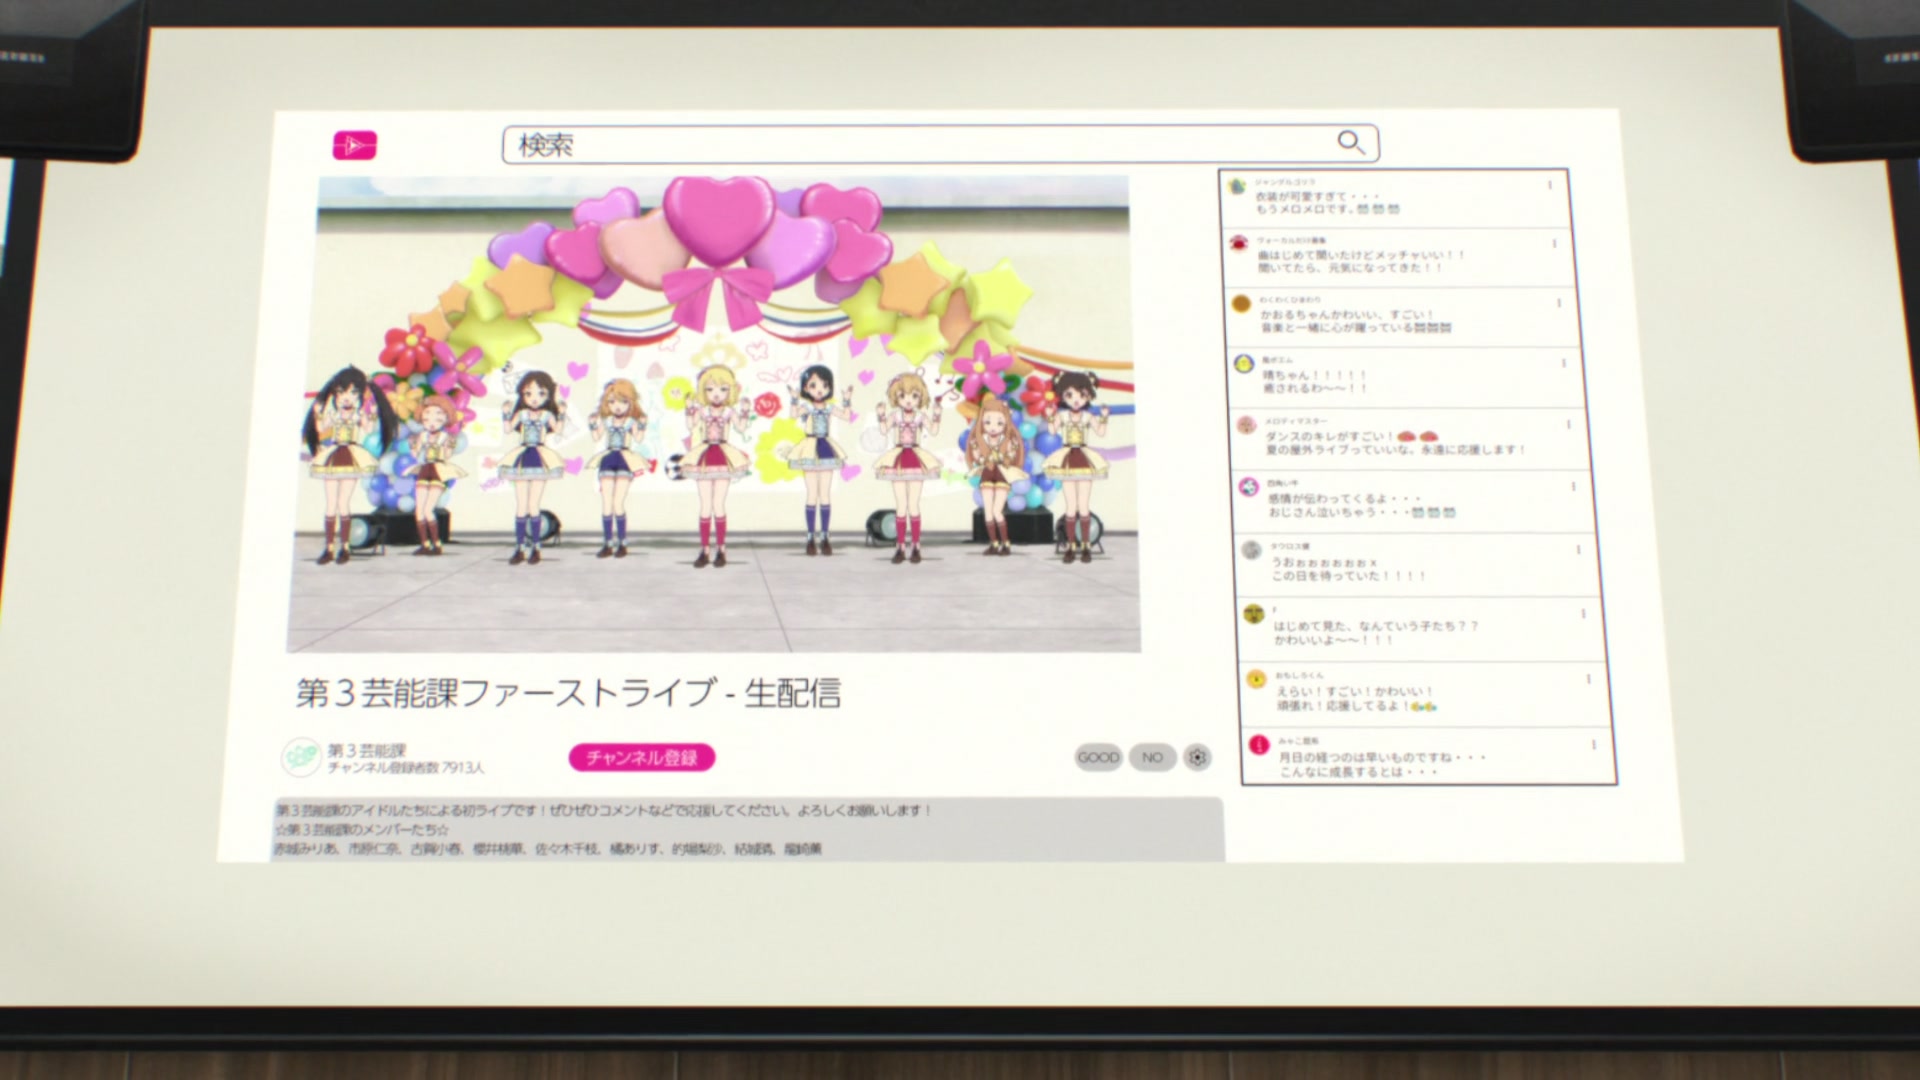 検索
第3芸能課ファーストライブ - 生配信
第3芸能課
チャンネル登録者数 7913人
チャンネル登録
GOOD
NO
第3芸能課のアイドルたちによる初ライブです！ぜひぜひコメントなどで応援してください。よろしくお願いします！
☆第3芸能課のメンバーたち☆
赤城みりあ、市原仁奈、古賀小春、櫻井桃華、佐々木千枝、橘ありす、的場梨沙、結城晴、龍崎薫
ジャングルゴリラ
衣装が可愛すぎて・・・
もうメロメロです。
曲はじめて聞いたけどメッチャいい！！
聞いてたら、元気になってきた！！
わくわくひまわり
かおるちゃんかわいい、すごい！
音楽と一緒に心が躍っている
晴ちゃん！！！！！
癒されるわ～～！！
メロディマスター
ダンスのキレがすごい！
夏の屋外ライブっていいな。永遠に応援します！
四角い牛
感情が伝わってくるよ・・・
おじさん泣いちゃう・・・
うおぉぉぉぉぉぉx
この日を待っていた！！！！
はじめて見た、なんていう子たち？？
かわいいよ～～！！！
おもしろくん
えらい！すごい！かわいい！
頑張れ！応援してるよ！
みゃこ昆布
月日の経つのは早いものですね・・・
こんなに成長するとは・・・